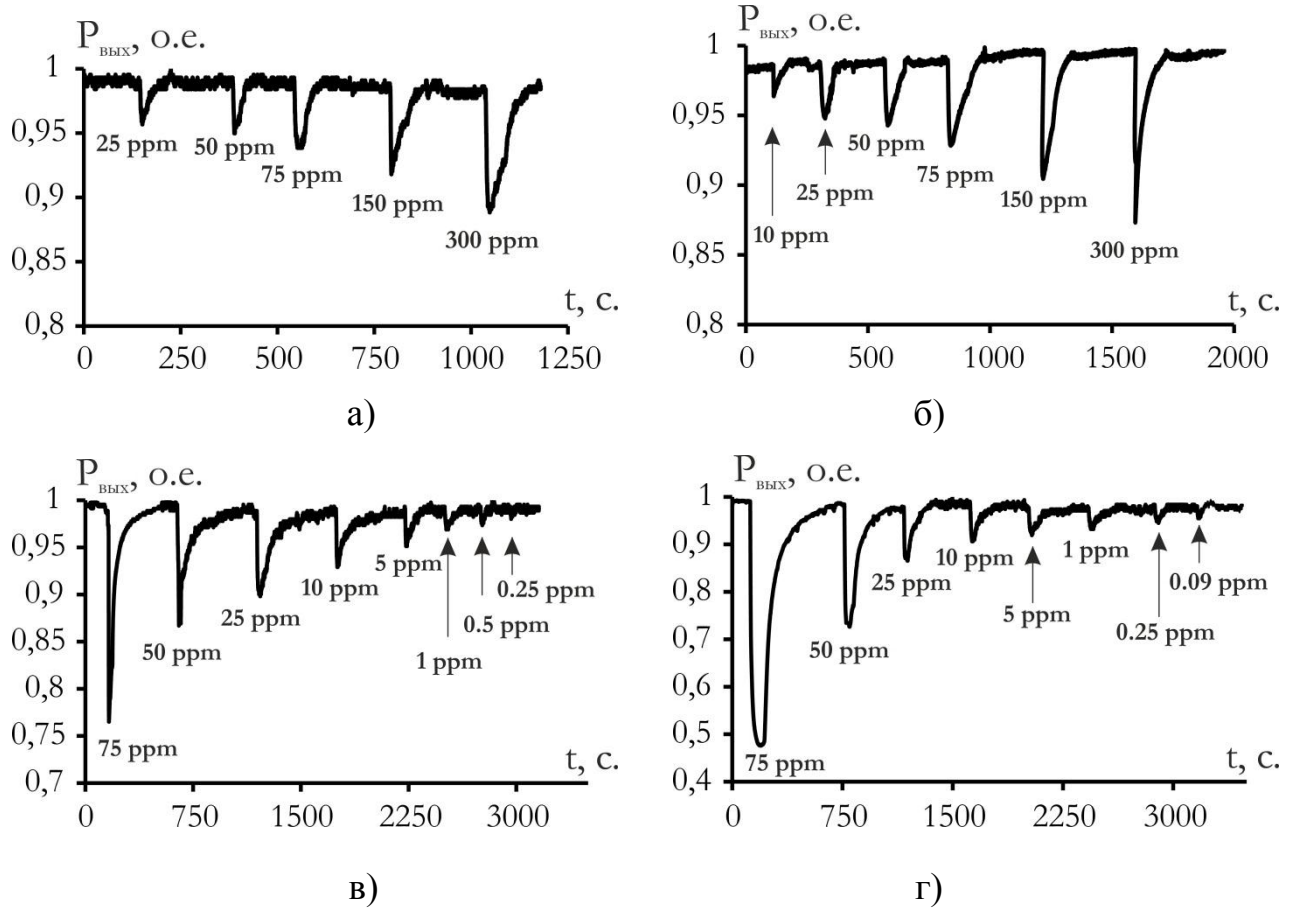 P вых, о.е.
1
0,95
0,9
0,85
0,8
25 ppm
50 ppm
75 ppm
150 ppm
300 ppm
t, с.
0 250 500 750 1000 1250
а)
P вых, о.е.
1
0,95
0,9
0,85
0,8
10 ppm
25 ppm
50 ppm
75 ppm
150 ppm
300 ppm
t, с.
0 500 1000 1500 2000
б)
P вых, о.е.
1
0,95
0,9
0,85
0,8
0,75
0,7
75 ppm
50 ppm
25 ppm
10 ppm
5 ppm
1 ppm
0.5 ppm
0.25 ppm
t, с.
0 750 1500 2250 3000
в)
P вых, о.е.
1
0,9
0,8
0,7
0,6
0,5
0,4
75 ppm
50 ppm
25 ppm
10 ppm
5 ppm
1 ppm
0.25 ppm
0.09 ppm
t, с.
0 750 1500 2250 3000
г)